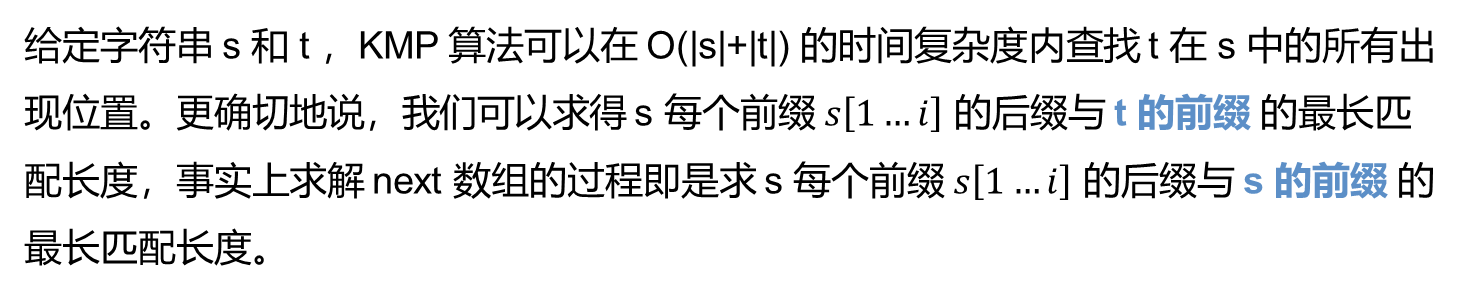 给定字符串 s 和 t ，KMP 算法可以在 O(|s|+|t|) 的时间复杂度内查找 t 在 s 中的所有出
现位置。更确切地说，我们可以求得 s 每个前缀 s[1 … i] 的后缀与 t 的前缀 的最长匹
配长度，事实上求解 next 数组的过程即是求 s 每个前缀 s[1 … i] 的后缀与 s 的前缀 的
最长匹配长度。